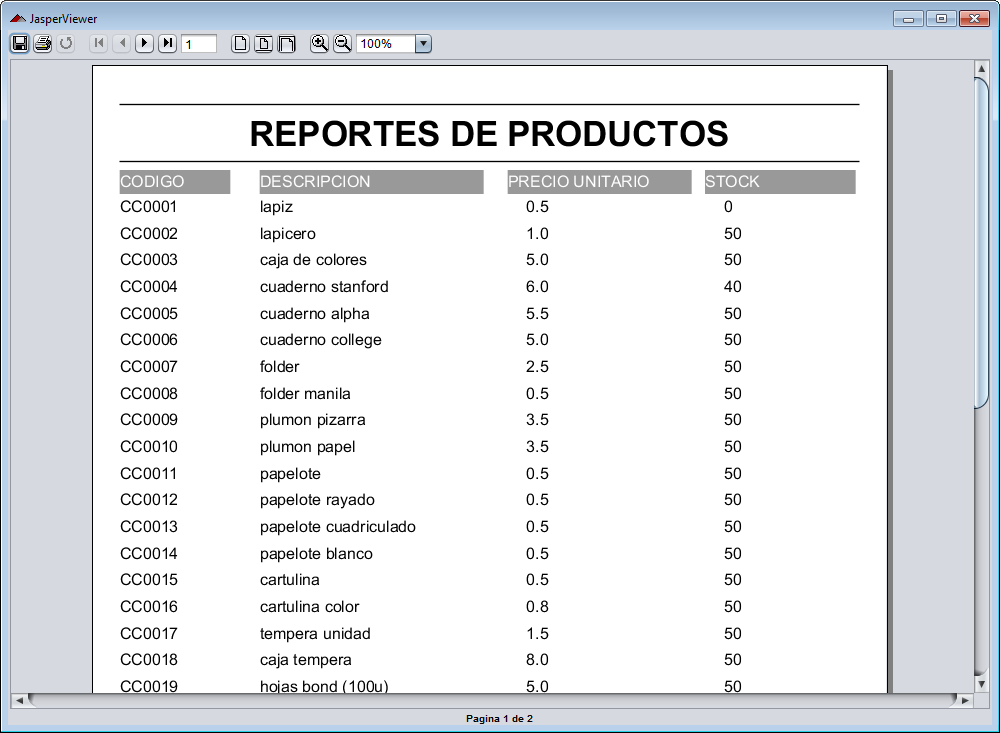 JasperViewer
1
100%
REPORTES DE PRODUCTOS
CODIGO DESCRIPCION PRECIO UNITARIO STOCK
CC0001 lapiz 0.5 0
CC0002 lapicero 1.0 50
CC0003 caja de colores 5.0 50
CC0004 cuaderno stanford 6.0 40
CC0005 cuaderno alpha 5.5 50
CC0006 cuaderno college 5.0 50
CC0007 folder 2.5 50
CC0008 folder manila 0.5 50
CC0009 plumon pizarra 3.5 50
CC0010 plumon papel 3.5 50
CC0011 papelote 0.5 50
CC0012 papelote rayado 0.5 50
CC0013 papelote cuadriculado 0.5 50
CC0014 papelote blanco 0.5 50
CC0015 cartulina 0.5 50
CC0016 cartulina color 0.8 50
CC0017 tempera unidad 1.5 50
CC0018 caja tempera 8.0 50
CC0019 hojas bond (100u) 5.0 50
Pagina 1 de 2